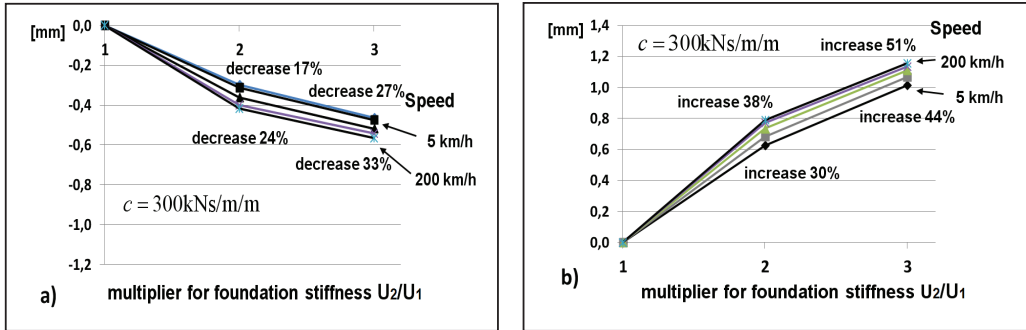 [mm]
0,0
-0,2
-0,4
-0,6
-0,8
-1,0
-1,2
1
2
3
decrease 17%
decrease 27%
Speed
5 km/h
decrease 24%
decrease 33%
200 km/h
c = 300kNs/m/m
a)
multiplier for foundation stiffness U2/U1
[mm]
1,4
1,2
1,0
0,8
0,6
0,4
0,2
0,0
c = 300kNs/m/m
increase 51%
Speed
200 km/h
increase 38%
5 km/h
increase 44%
increase 30%
1
2
3
b)
multiplier for foundation stiffness U2/U1